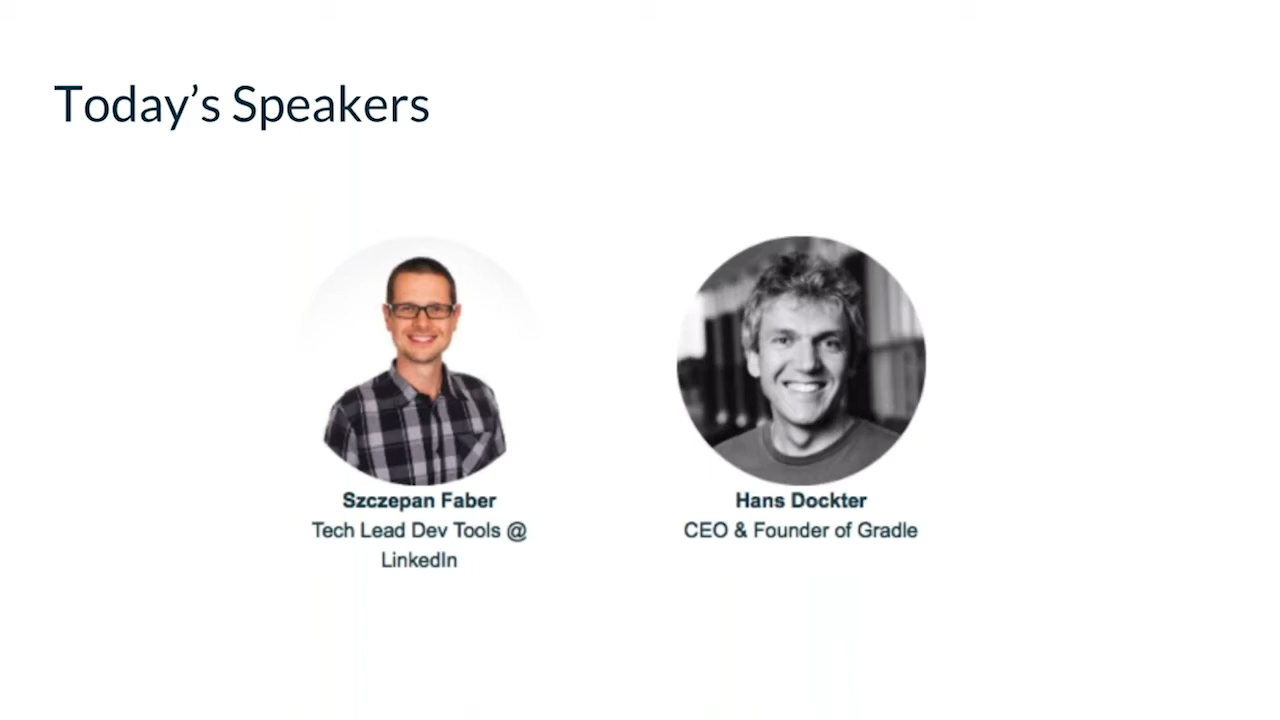 Today’s Speakers
Szczepan Faber
Tech Lead Dev Tools @
LinkedIn
Hans Dockter
CEO & Founder of Gradle